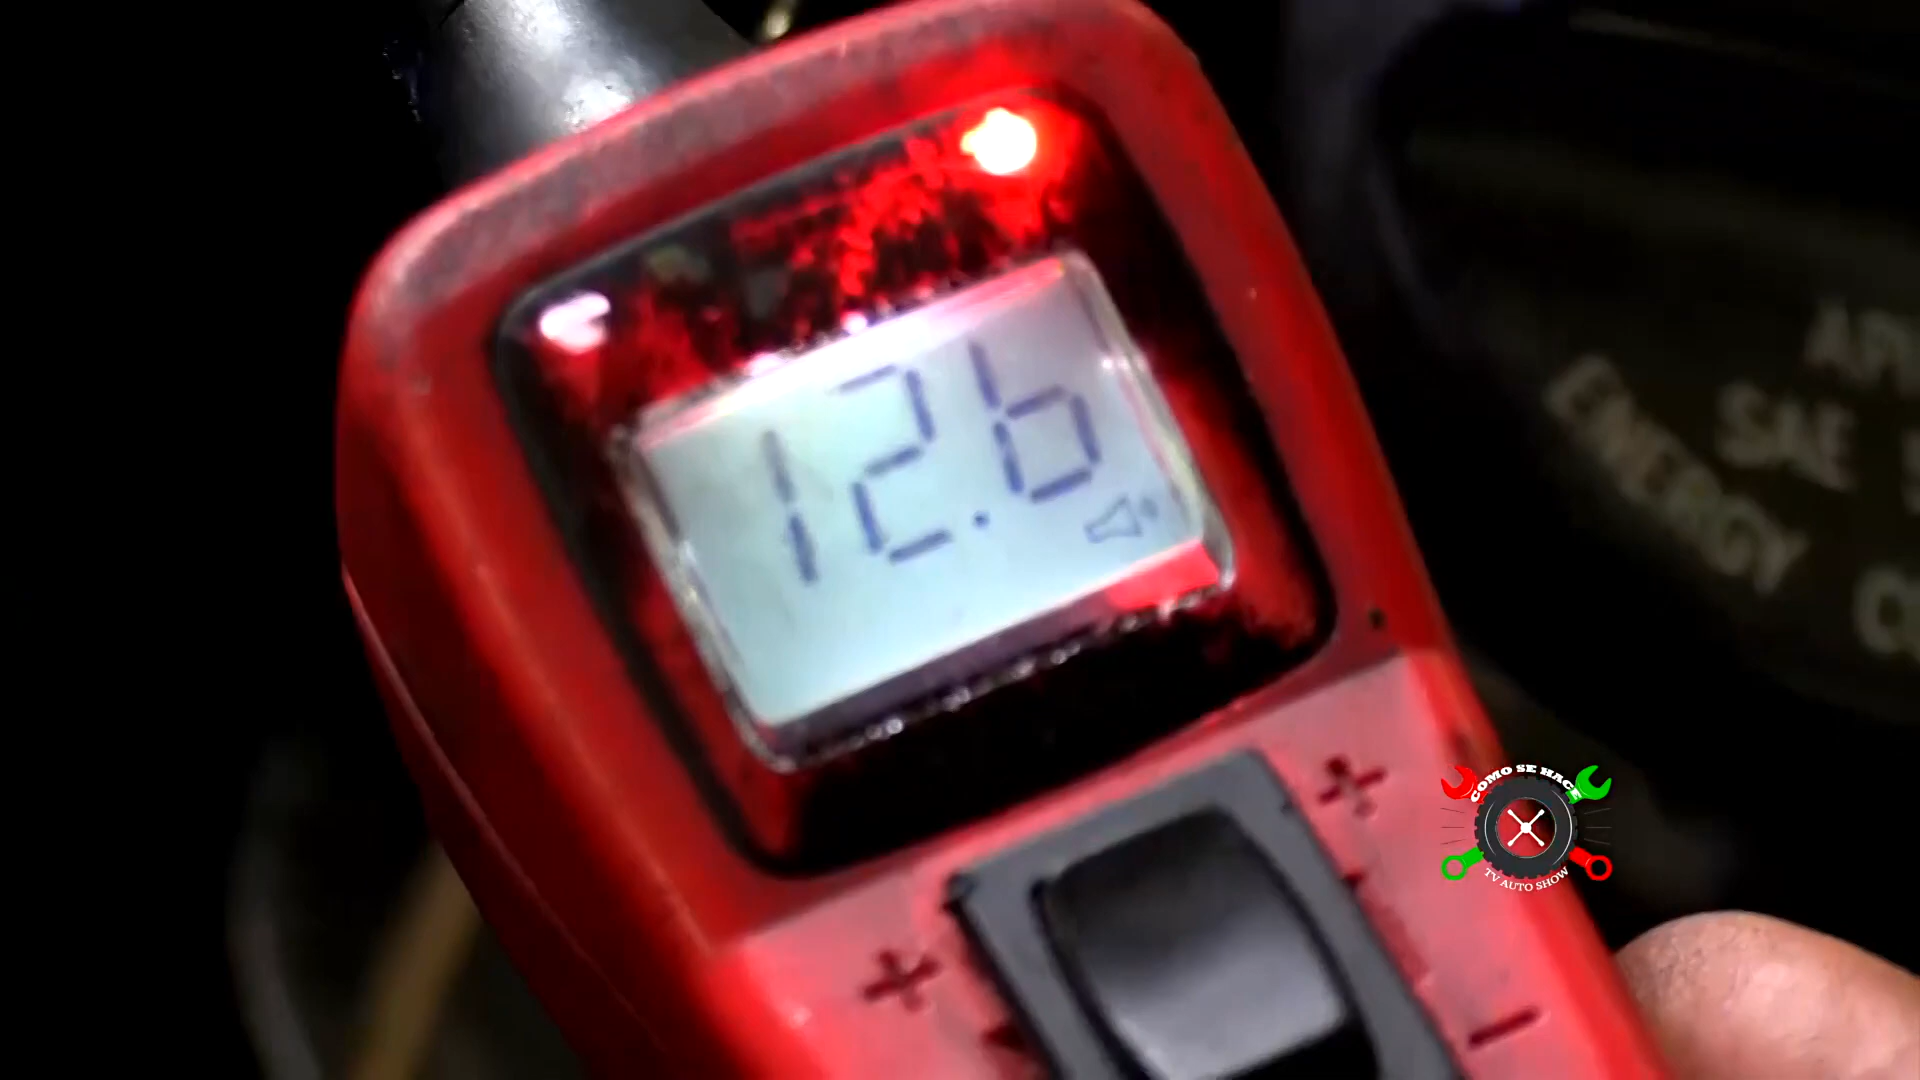 12.6
+
+
-
API
SAE
ENERGY
COMO SE HACE
TV AUTO SHOW